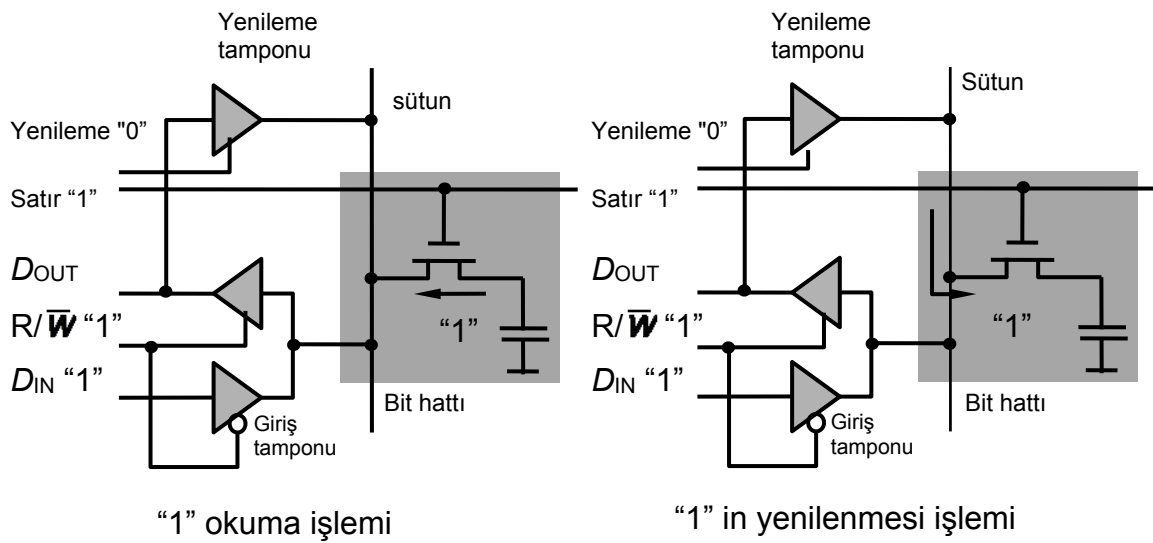 Yenileme
tamponu
sütun
Yenileme "0”
Satır “1”
DOUT
R/W̅ “1”
“1”
DIN “1”
Giriş
tamponu
Bit hattı
“1” okuma işlemi
Yenileme
tamponu
Sütun
Yenileme "0”
Satır “1”
DOUT
R/W̅ “1”
“1”
DIN “1”
Giriş
tamponu
Bit hattı
“1” in yenilenmesi işlemi